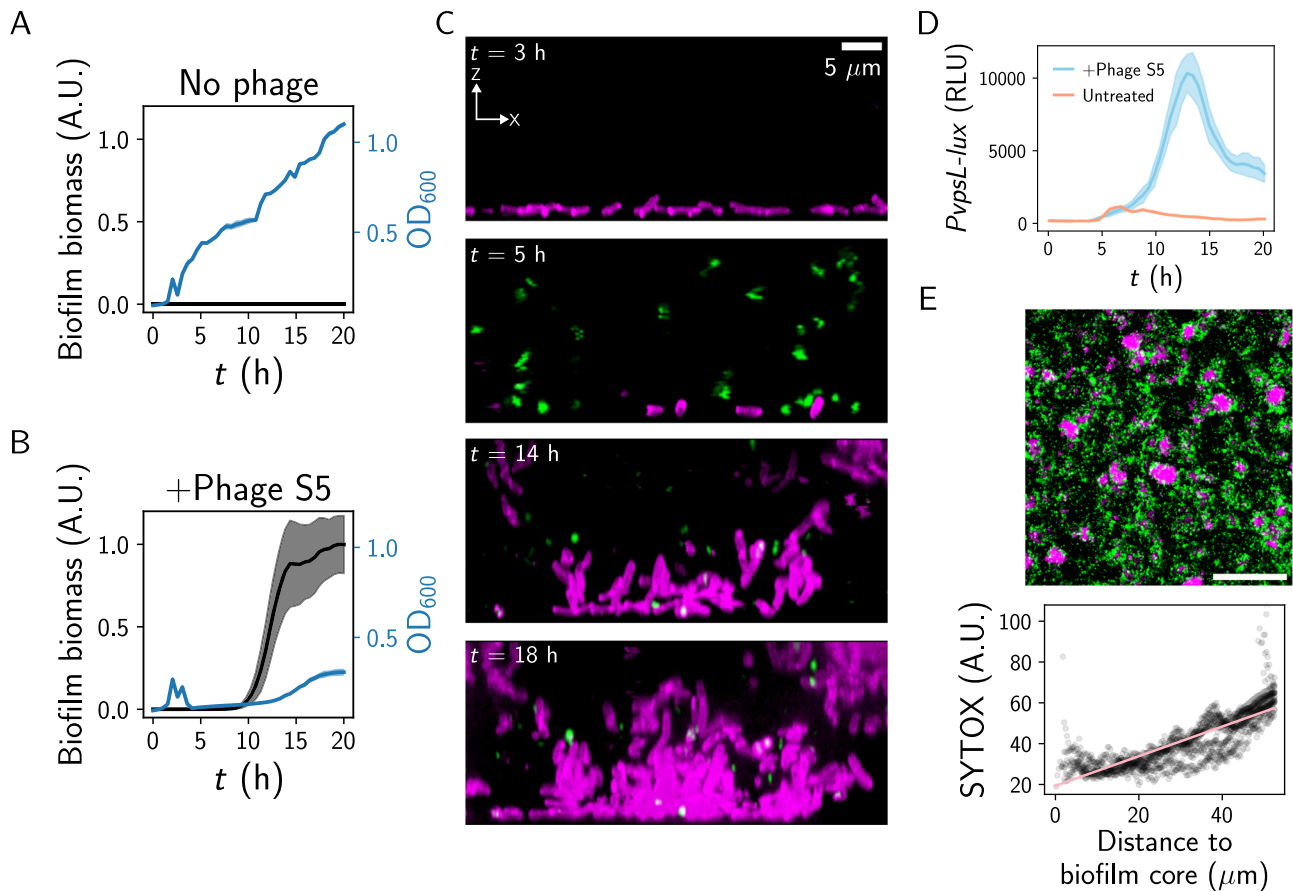 A
No phage
Biofilm biomass (A.U.)
1.0
0.5
0.0
1.0
0.5
OD600
0 5 10 15 20
t (h)
B
+Phage S5
Biofilm biomass (A.U.)
1.0
0.5
0.0
1.0
0.5
OD600
0 5 10 15 20
t (h)
C
t = 3 h
5 μm
Z
X
t = 5 h
t = 14 h
t = 18 h
D
PvpsL-lux (RLU)
10000
5000
0
+Phage S5
Untreated
0 5 10 15 20
t (h)
E
SYTOX (A.U.)
100
80
60
40
20
0 20 40
Distance to
biofilm core (μm)